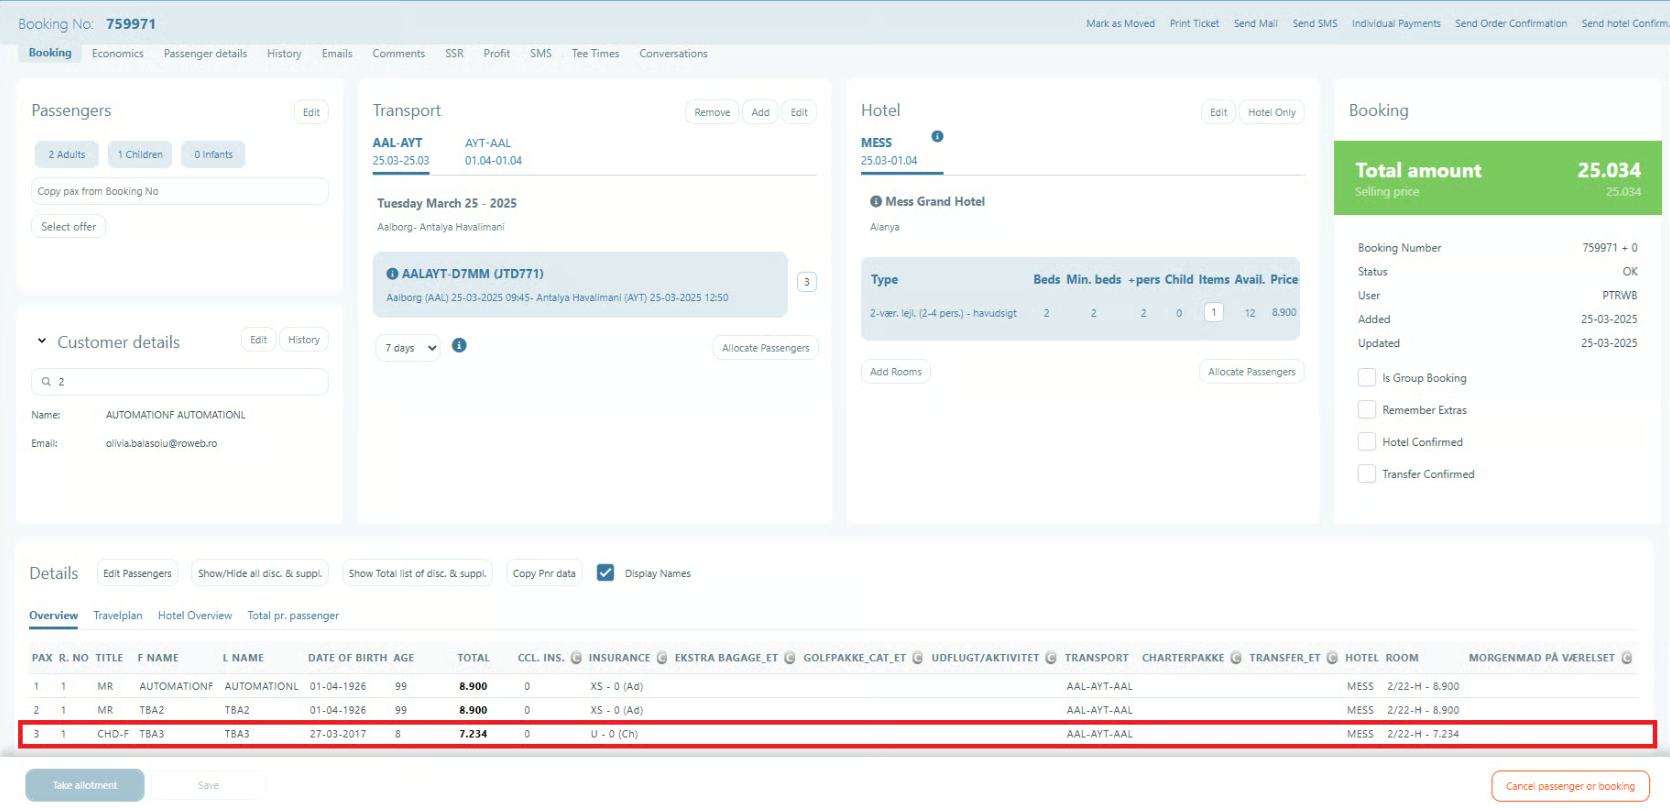 Booking No: 759971
Mark as Moved Print Ticket Send Mail Send SMS Individual Payments Send Order Confirmation Send hotel Confirm.
Booking Economics Passenger details History Emails Comments SSR Profit SMS Tee Times Conversations
Passengers Edit
2 Adults 1 Children 0 Infants
Copy pax from Booking No
Select offer
Customer details Edit History
2
Name: AUTOMATIONF AUTOMATIONL
Email: olivia.balasoiu@roweb.ro
Transport Remove Add Edit
AAL-AYT AYT-AAL
25.03-25.03 01.04-01.04
Tuesday March 25 - 2025
Aalborg- Antalya Havalimani
AALAYT-D7MM (JTD771)
Aalborg (AAL) 25-03-2025 09:45- Antalya Havalimani (AYT) 25-03-2025 12:50
3
7 days Allocate Passengers
Hotel Edit Hotel Only
MESS
25.03-01.04
Mess Grand Hotel
Alanya
Type Beds Min. beds +pers Child Items Avail. Price
2-vær. lejl. (2-4 pers.) - havudsigt 2 2 2 0 1 12 8.900
Add Rooms Allocate Passengers
Booking
Total amount 25.034
Selling price 25.034
Booking Number 759971 + 0
Status OK
User PTRWB
Added 25-03-2025
Updated 25-03-2025
Is Group Booking
Remember Extras
Hotel Confirmed
Transfer Confirmed
Details Edit Passengers Show/Hide all disc. & suppl. Show Total list of disc. & suppl. Copy Pnr data Display Names
Overview Travelplan Hotel Overview Total pr. passenger
PAX R. NO TITLE F NAME L NAME DATE OF BIRTH AGE TOTAL CCL. INS. C INSURANCE C EKSTRA BAGAGE_ET C GOLFPAKKE_CAT_ET C UDFLUGT/AKTIVITET C TRANSPORT CHARTERPAKKE C TRANSFER_ET C HOTEL ROOM MORGENMAD PÅ VÆRELSET C
1 1 MR AUTOMATIONF AUTOMATIONL 01-04-1926 99 8.900 0 XS - 0 (Ad) AAL-AYT-AAL MESS 2/22-H - 8.900
2 1 MR TBA2 TBA2 01-04-1926 99 8.900 0 XS - 0 (Ad) AAL-AYT-AAL MESS 2/22-H - 8.900
3 1 CHD-F TBA3 TBA3 27-03-2017 8 7.234 0 U - 0 (Ch) AAL-AYT-AAL MESS 2/22-H - 7.234
Take allotment Save Cancel passenger or booking